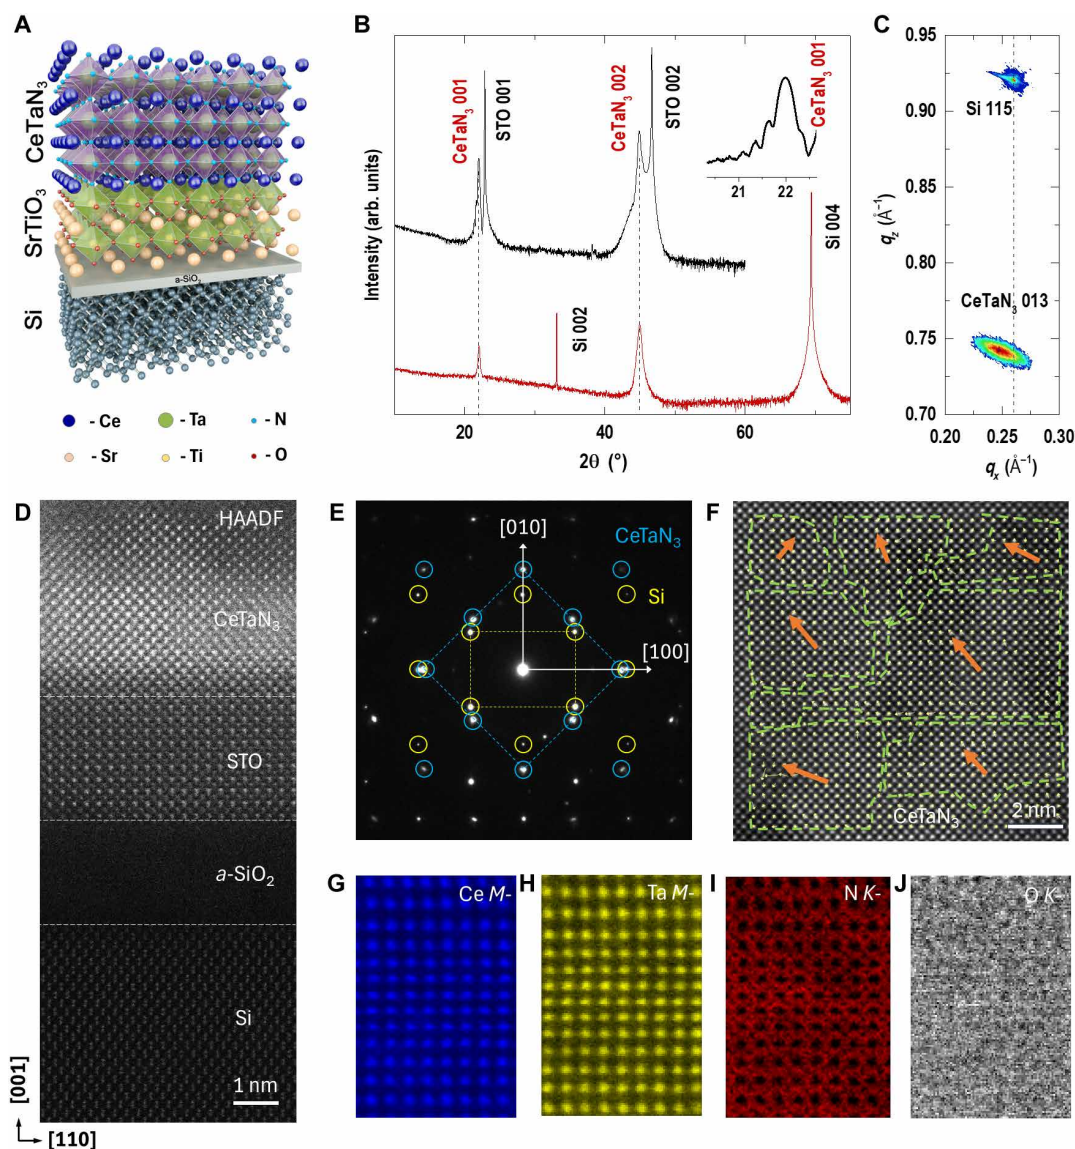 A
CeTaN3
SrTiO3
Si
a-SiO2
- Ce
- Ta
- N
- Sr
- Ti
- O
B
Intensity (arb. units)
CeTaN3 001
STO 001
CeTaN3 002
STO 002
CeTaN3 001
Si 002
Si 004
21
22
20
40
60
2θ (°)
C
0.95
0.90
0.85
0.80
0.75
0.70
qz (Å−1)
Si 115
CeTaN3 013
0.20
0.25
0.30
qx (Å−1)
D
HAADF
CeTaN3
STO
a-SiO2
Si
1 nm
[001]
[110]
E
[010]
CeTaN3
Si
[100]
F
CeTaN3
2 nm
G
Ce M-
H
Ta M-
I
N K-
J
O K-